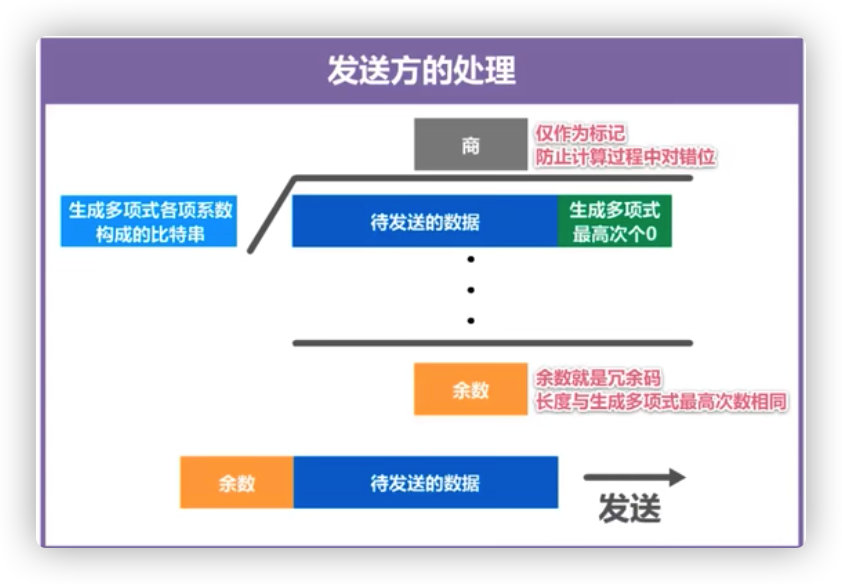 发送方的处理
商
仅作为标记
防止计算过程中对错位
生成多项式各项系数
构成的比特串
待发送的数据
生成多项式
最高次个0
余数
余数就是冗余码
长度与生成多项式最高次数相同
余数
待发送的数据
发送